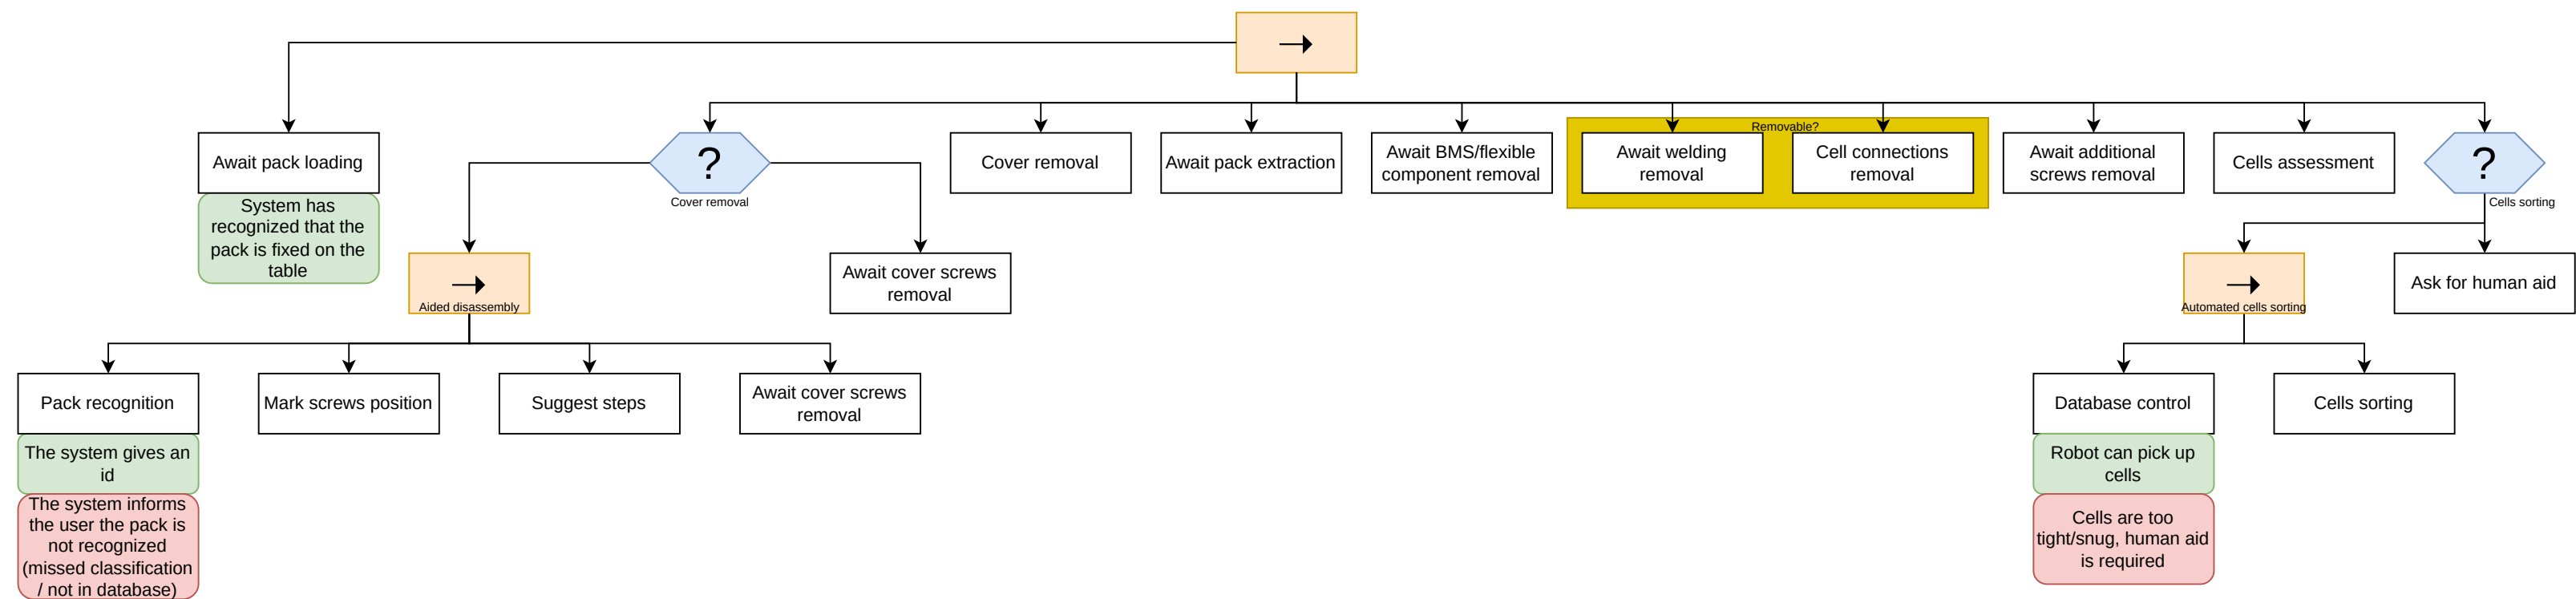 →
Await pack loading
System has
recognized that the
pack is fixed on the
table
?
Cover removal
Cover removal
Await pack extraction
Await BMS/flexible
component removal
Removable?
Await welding
removal
Cell connections
removal
Await additional
screws removal
Cells assessment
?
Cells sorting
→
Aided disassembly
Await cover screws
removal
→
Automated cells sorting
Ask for human aid
Pack recognition
The system gives an
id
The system informs
the user the pack is
not recognized
(missed classification
/ not in database)
Mark screws position
Suggest steps
Await cover screws
removal
Database control
Robot can pick up
cells
Cells are too
tight/snug, human aid
is required
Cells sorting